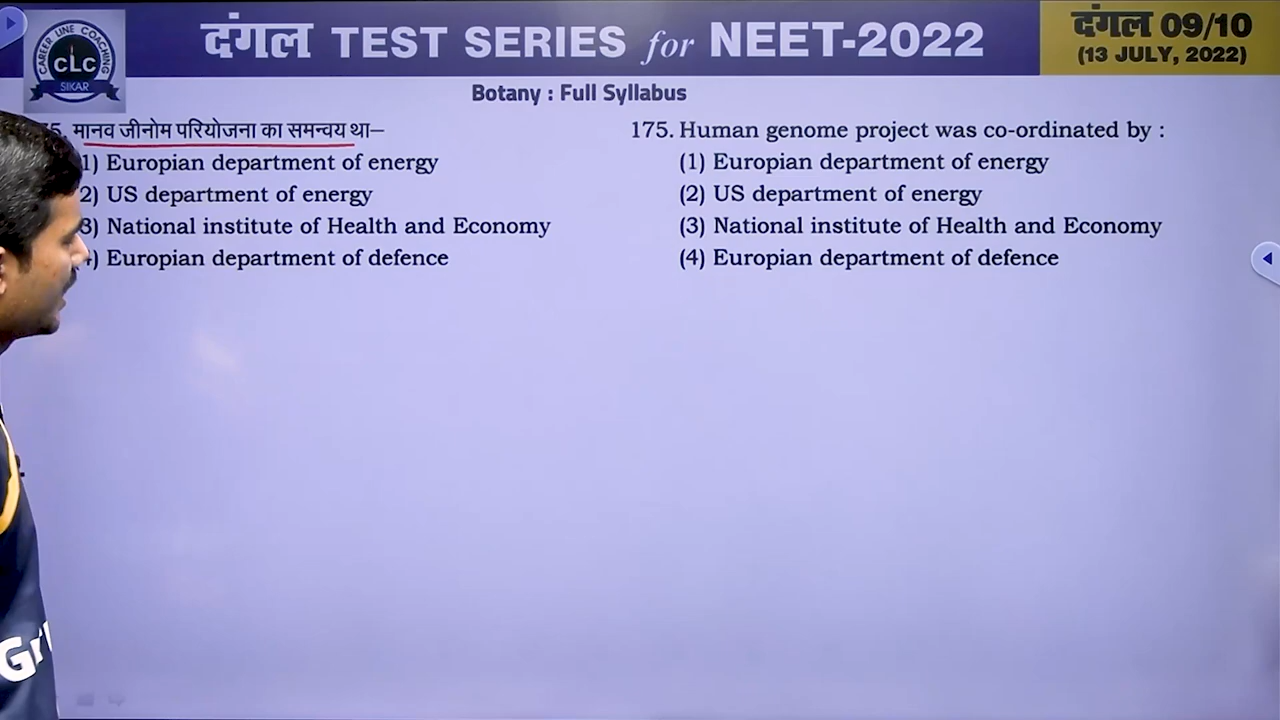 CAREER LINE COACHING
CLC
SIKAR
दंगल TEST SERIES for NEET-2022
दंगल 09/10
(13 JULY, 2022)
Botany : Full Syllabus
मानव जीनोम परियोजना का समन्वय था–
1) Europian department of energy
2) US department of energy
3) National institute of Health and Economy
) Europian department of defence
175. Human genome project was co-ordinated by :
(1) Europian department of energy
(2) US department of energy
(3) National institute of Health and Economy
(4) Europian department of defence